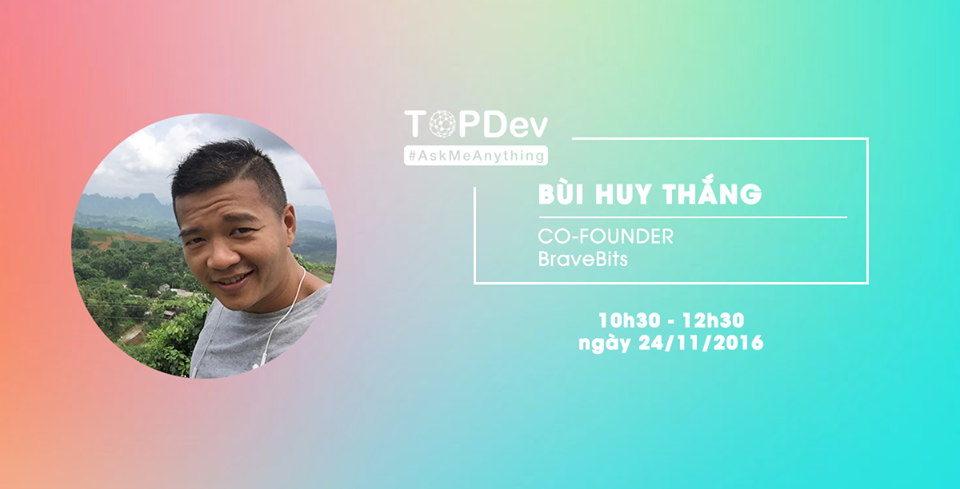 TOPDev
#AskMeAnything
BÙI HUY THẮNG
CO-FOUNDER
BraveBits
10h30 - 12h30
ngày 24/11/2016